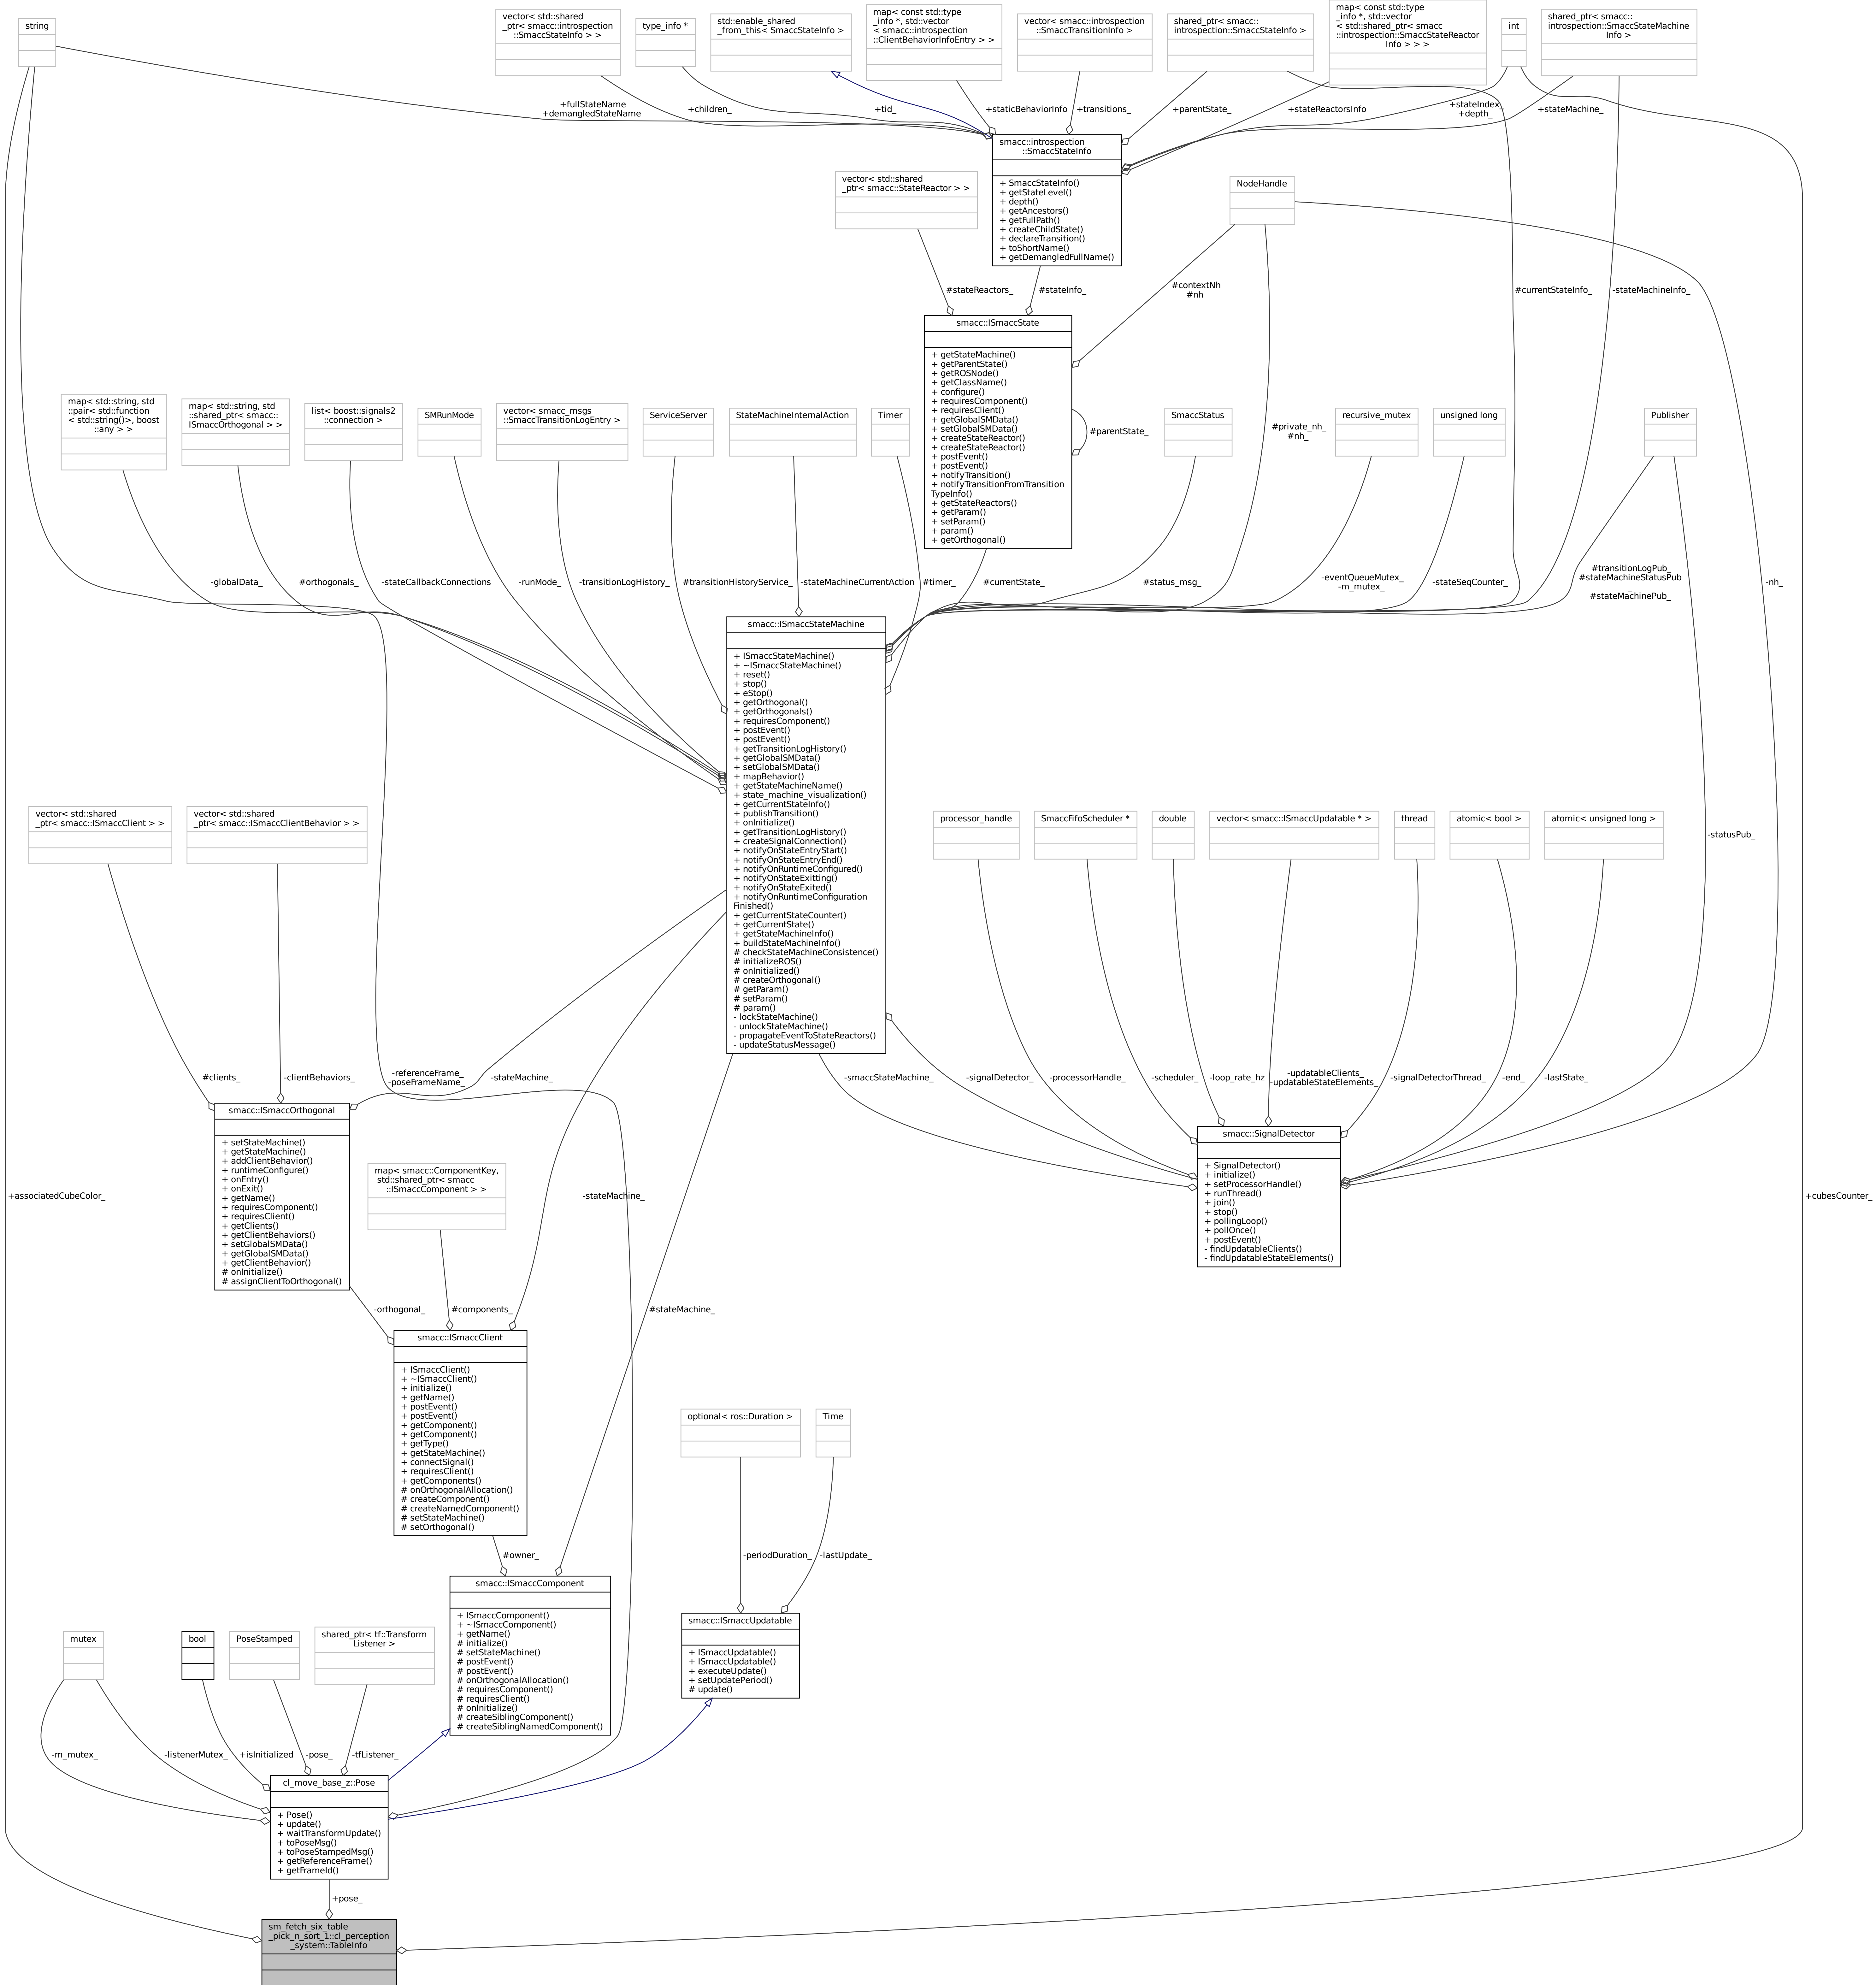 string
vector< std::shared
_ptr< smacc::introspection
::SmaccStateInfo > >
type_info *
std::enable_shared
_from_this< SmaccStateInfo >
map< const std::type
_info *, std::vector
< smacc::introspection
::ClientBehaviorInfoEntry > >
vector< smacc::introspection
::SmaccTransitionInfo >
shared_ptr< smacc::
introspection::SmaccStateInfo >
map< const std::type
_info *, std::vector
< std::shared_ptr< smacc
::introspection::SmaccStateReactor
Info > > >
int
shared_ptr< smacc::
introspection::SmaccStateMachine
Info >
+fullStateName
+demangledStateName
+children_
+tid_
+staticBehaviorInfo
+transitions_
+parentState_
+stateReactorsInfo
+stateIndex_
+depth_
+stateMachine_
smacc::introspection
::SmaccStateInfo
+ SmaccStateInfo()
+ getStateLevel()
+ depth()
+ getAncestors()
+ getFullPath()
+ createChildState()
+ declareTransition()
+ toShortName()
+ getDemangledFullName()
vector< std::shared
_ptr< smacc::StateReactor > >
NodeHandle
#stateReactors_
#stateInfo_
#contextNh
#nh
#currentStateInfo_
-stateMachineInfo_
smacc::ISmaccState
+ getStateMachine()
+ getParentState()
+ getROSNode()
+ getClassName()
+ configure()
+ requiresComponent()
+ requiresClient()
+ getGlobalSMData()
+ setGlobalSMData()
+ createStateReactor()
+ createStateReactor()
+ postEvent()
+ postEvent()
+ notifyTransition()
+ notifyTransitionFromTransition
TypeInfo()
+ getStateReactors()
+ getParam()
+ setParam()
+ param()
+ getOrthogonal()
#parentState_
#private_nh_
#nh_
map< std::string, std
::pair< std::function
< std::string()>, boost
::any > >
map< std::string, std
::shared_ptr< smacc::
ISmaccOrthogonal > >
list< boost::signals2
::connection >
SMRunMode
vector< smacc_msgs
::SmaccTransitionLogEntry >
ServiceServer
StateMachineInternalAction
Timer
SmaccStatus
recursive_mutex
unsigned long
Publisher
-globalData_
#orthogonals_
-stateCallbackConnections
-runMode_
-transitionLogHistory_
#transitionHistoryService_
-stateMachineCurrentAction
#timer_
#currentState_
#status_msg_
-eventQueueMutex_
-m_mutex_
-stateSeqCounter_
#transitionLogPub_
#stateMachineStatusPub
_
#stateMachinePub_
-nh_
smacc::ISmaccStateMachine
+ ISmaccStateMachine()
+ ~ISmaccStateMachine()
+ reset()
+ stop()
+ eStop()
+ getOrthogonal()
+ getOrthogonals()
+ requiresComponent()
+ postEvent()
+ postEvent()
+ getTransitionLogHistory()
+ getGlobalSMData()
+ setGlobalSMData()
+ mapBehavior()
+ getStateMachineName()
+ state_machine_visualization()
+ getCurrentStateInfo()
+ publishTransition()
+ onInitialize()
+ getTransitionLogHistory()
+ createSignalConnection()
+ notifyOnStateEntryStart()
+ notifyOnStateEntryEnd()
+ notifyOnRuntimeConfigured()
+ notifyOnStateExitting()
+ notifyOnStateExited()
+ notifyOnRuntimeConfiguration
Finished()
+ getCurrentStateCounter()
+ getCurrentState()
+ getStateMachineInfo()
+ buildStateMachineInfo()
# checkStateMachineConsistence()
# initializeROS()
# onInitialized()
# createOrthogonal()
# getParam()
# setParam()
# param()
- lockStateMachine()
- unlockStateMachine()
- propagateEventToStateReactors()
- updateStatusMessage()
vector< std::shared
_ptr< smacc::ISmaccClient > >
vector< std::shared
_ptr< smacc::ISmaccClientBehavior > >
processor_handle
SmaccFifoScheduler *
double
vector< smacc::ISmaccUpdatable * >
thread
atomic< bool >
atomic< unsigned long >
-statusPub_
#clients_
-clientBehaviors_
-referenceFrame_
-poseFrameName_
-stateMachine_
-smaccStateMachine_
-signalDetector_
-processorHandle_
-scheduler_
-loop_rate_hz
-updatableClients_
-updatableStateElements_
-signalDetectorThread_
-end_
-lastState_
smacc::ISmaccOrthogonal
+ setStateMachine()
+ getStateMachine()
+ addClientBehavior()
+ runtimeConfigure()
+ onEntry()
+ onExit()
+ getName()
+ requiresComponent()
+ requiresClient()
+ getClients()
+ getClientBehaviors()
+ setGlobalSMData()
+ getGlobalSMData()
+ getClientBehavior()
# onInitialize()
# assignClientToOrthogonal()
smacc::SignalDetector
+ SignalDetector()
+ initialize()
+ setProcessorHandle()
+ runThread()
+ join()
+ stop()
+ pollingLoop()
+ pollOnce()
+ postEvent()
- findUpdatableClients()
- findUpdatableStateElements()
map< smacc::ComponentKey,
std::shared_ptr< smacc
::ISmaccComponent > >
+associatedCubeColor_
-stateMachine_
+cubesCounter_
-orthogonal_
#components_
#stateMachine_
smacc::ISmaccClient
+ ISmaccClient()
+ ~ISmaccClient()
+ initialize()
+ getName()
+ postEvent()
+ postEvent()
+ getComponent()
+ getComponent()
+ getType()
+ getStateMachine()
+ connectSignal()
+ requiresClient()
+ getComponents()
# onOrthogonalAllocation()
# createComponent()
# createNamedComponent()
# setStateMachine()
# setOrthogonal()
optional< ros::Duration >
Time
#owner_
-periodDuration_
-lastUpdate_
smacc::ISmaccComponent
+ ISmaccComponent()
+ ~ISmaccComponent()
+ getName()
# initialize()
# setStateMachine()
# postEvent()
# postEvent()
# onOrthogonalAllocation()
# requiresComponent()
# requiresClient()
# onInitialize()
# createSiblingComponent()
# createSiblingNamedComponent()
smacc::ISmaccUpdatable
+ ISmaccUpdatable()
+ ISmaccUpdatable()
+ executeUpdate()
+ setUpdatePeriod()
# update()
mutex
bool
PoseStamped
shared_ptr< tf::Transform
Listener >
-m_mutex_
-listenerMutex_
+isInitialized
-pose_
-tfListener_
cl_move_base_z::Pose
+ Pose()
+ update()
+ waitTransformUpdate()
+ toPoseMsg()
+ toPoseStampedMsg()
+ getReferenceFrame()
+ getFrameId()
+pose_
sm_fetch_six_table
_pick_n_sort_1::cl_perception
_system::TableInfo